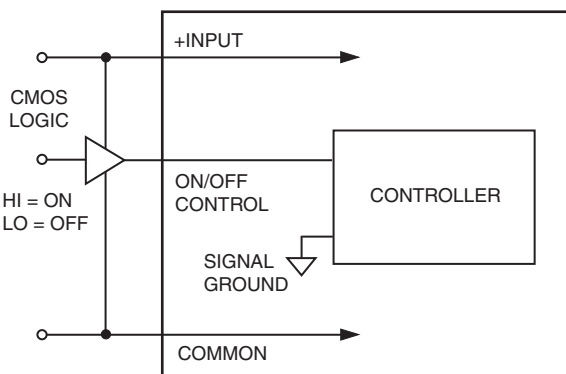 +INPUT
CMOS
LOGIC
HI = ON
LO = OFF
ON/OFF
CONTROL
CONTROLLER
SIGNAL
GROUND
COMMON